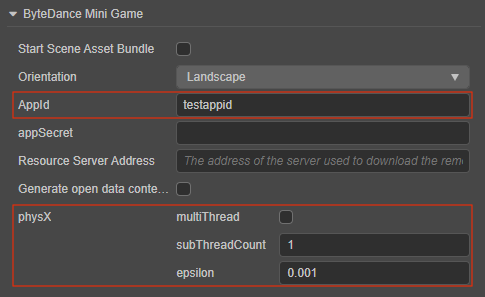 ByteDance Mini Game
Start Scene Asset Bundle
Orientation Landscape
AppId testappid
appSecret
Resource Server Address The address of the server used to download the remo
Generate open data conte...
physX multiThread
subThreadCount 1
epsilon 0.001